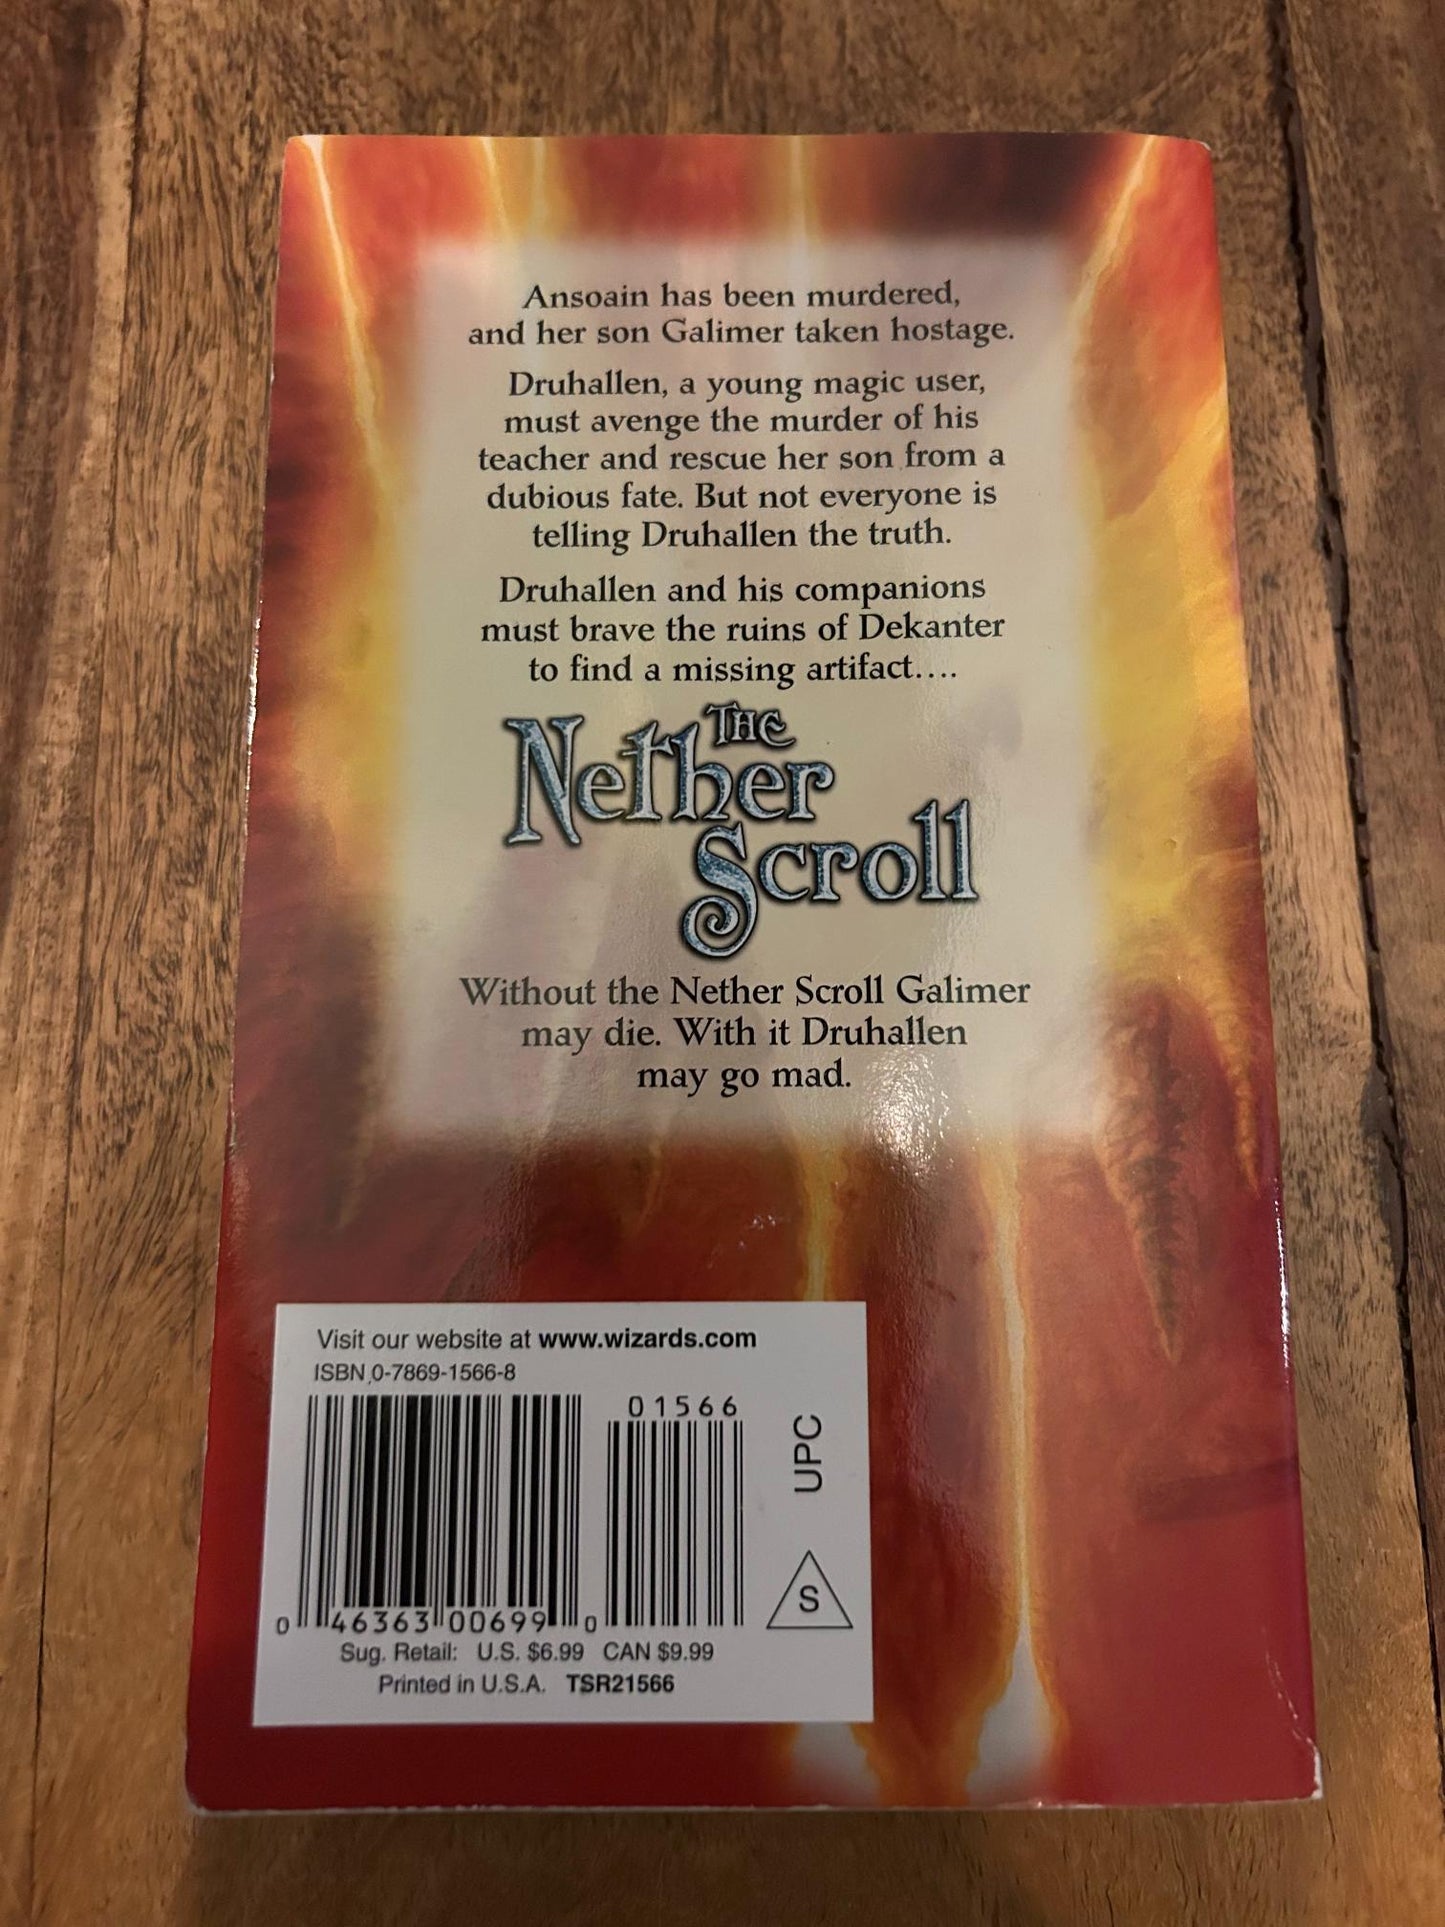 Ansoain has been murdered,
and her son Galimer taken hostage.
Druhallen, a young magic user,
must avenge the murder of his
teacher and rescue her son from a
dubious fate. But not everyone is
telling Druhallen the truth.
Druhallen and his companions
must brave the ruins of Dekanter
to find a missing artifact....
The
Nether
Scroll
Without the Nether Scroll Galimer
may die. With it Druhallen
may go mad.
Visit our website at www.wizards.com
ISBN 0-7869-1566-8
01566
UPC
S
0 46363 00699 0
Sug. Retail: U.S. $6.99 CAN $9.99
Printed in U.S.A. TSR21566